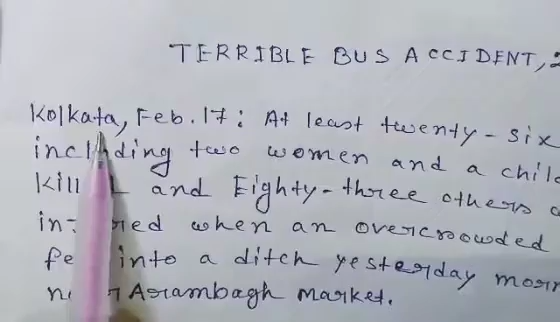 TERRIBLE BUS ACCIDENT,
Kolkata, Feb. 17: At least twenty-six
including two women and a child
and Eighty-three others
when an overcrowded
into a ditch yesterday
Arambagh market.